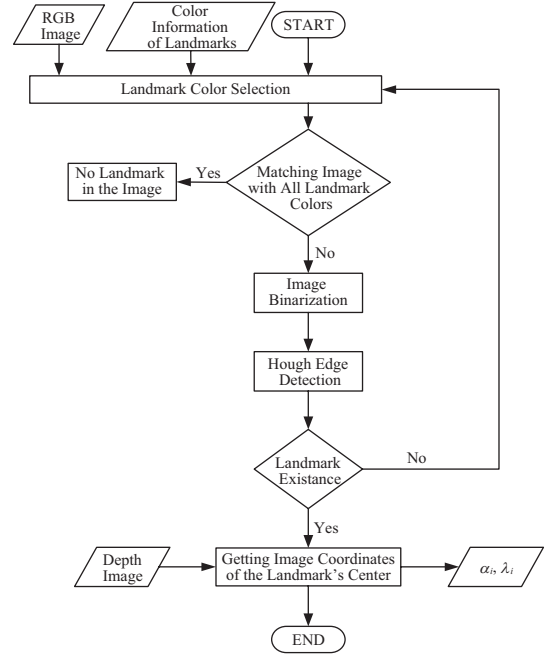 RGB
Image
Color
Information
of Landmarks
START
Landmark Color Selection
No Landmark
in the Image
Yes
Matching Image
with All Landmark
Colors
No
Image
Binarization
Hough Edge
Detection
Landmark
Existance
No
Yes
Depth
Image
Getting Image Coordinates
of the Landmark's Center
αi, λi
END